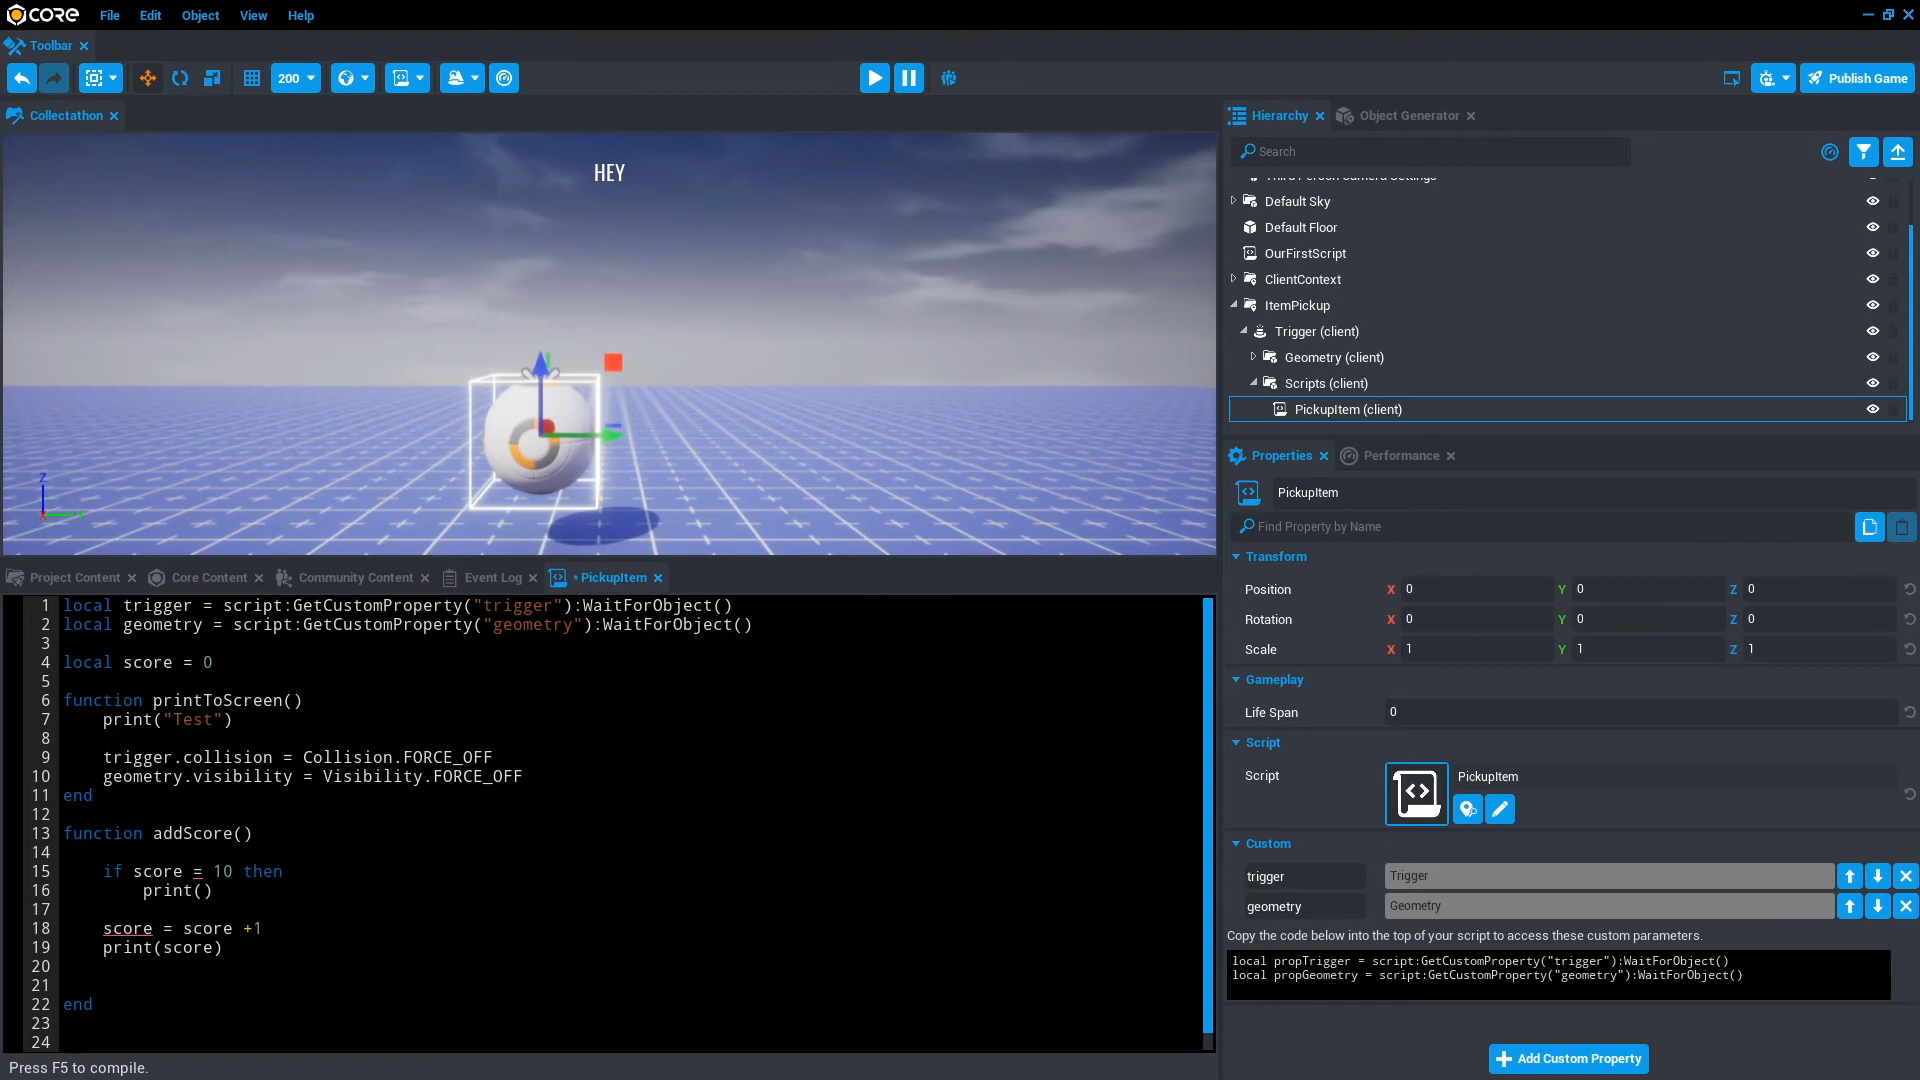 CORE
File Edit Object View Help
Toolbar
200
Publish Game
Collectathon
HEY
Z
Hierarchy
Object Generator
Search
Third Person Camera Settings
Default Sky
Default Floor
OurFirstScript
ClientContext
ItemPickup
Trigger (client)
Geometry (client)
Scripts (client)
PickupItem (client)
Properties
Performance
PickupItem
Find Property by Name
Transform
Position X 0 Y 0 Z 0
Rotation X 0 Y 0 Z 0
Scale X 1 Y 1 Z 1
Gameplay
Life Span 0
Script
Script PickupItem
Custom
trigger Trigger
geometry Geometry
Copy the code below into the top of your script to access these custom parameters.
local propTrigger = script:GetCustomProperty("trigger"):WaitForObject()
local propGeometry = script:GetCustomProperty("geometry"):WaitForObject()
Add Custom Property
Project Content
Core Content
Community Content
Event Log
* PickupItem
1 local trigger = script:GetCustomProperty("trigger"):WaitForObject()
2 local geometry = script:GetCustomProperty("geometry"):WaitForObject()
3
4 local score = 0
5
6 function printToScreen()
7 print("Test")
8
9 trigger.collision = Collision.FORCE_OFF
10 geometry.visibility = Visibility.FORCE_OFF
11 end
12
13 function addScore()
14
15 if score = 10 then
16 print()
17
18 score = score +1
19 print(score)
20
21
22 end
23
24
Press F5 to compile.